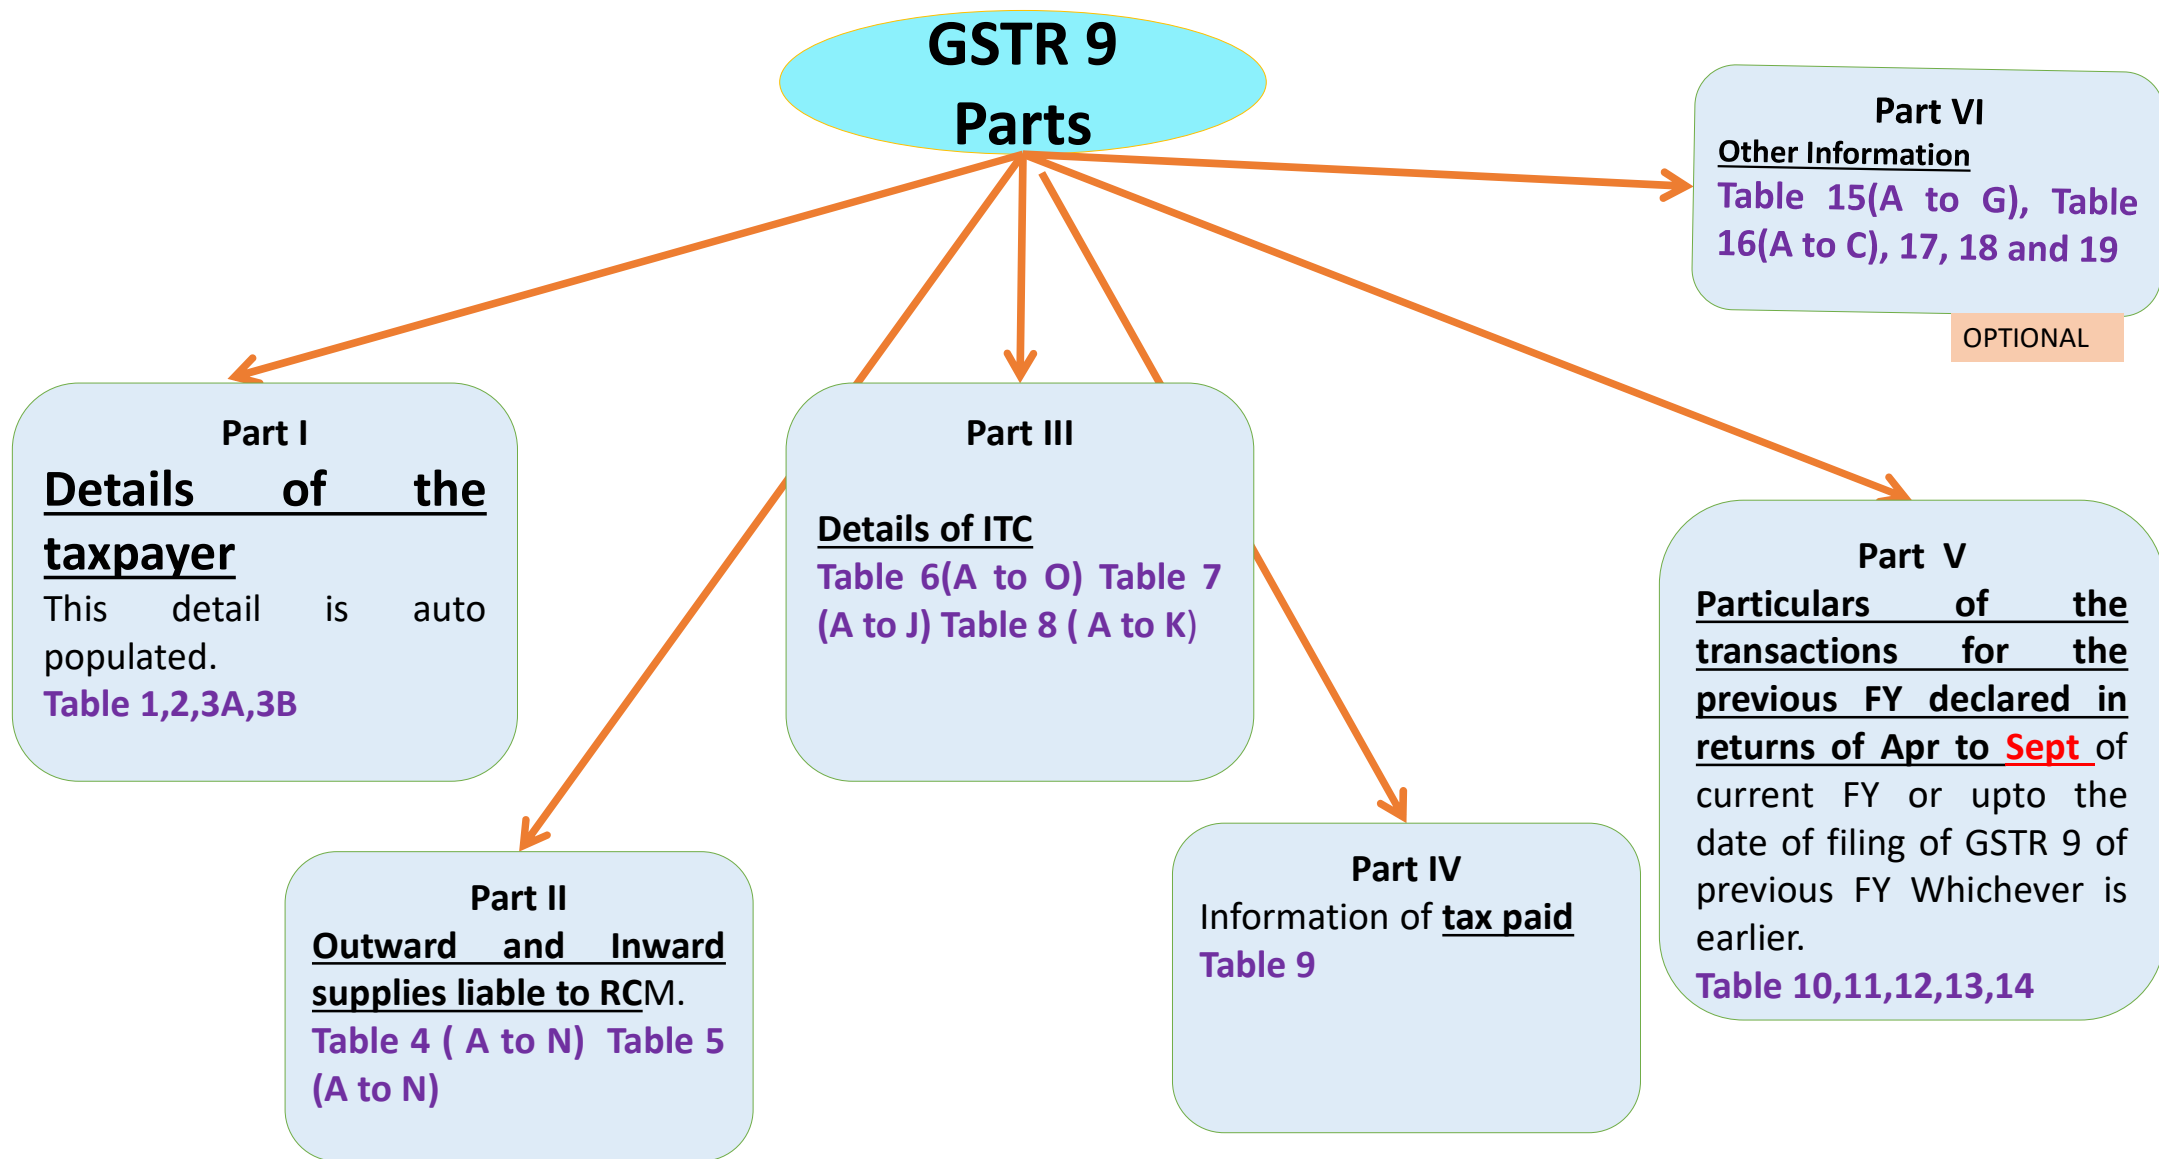 GSTR 9
Parts
Part VI
Other Information
Table 15(A to G), Table
16(A to C), 17, 18 and 19
OPTIONAL
Part I
Details of the
taxpayer
This detail is auto
populated.
Table 1,2,3A,3B
Part III
Details of ITC
Table 6(A to O) Table 7
(A to J) Table 8 ( A to K)
Part V
Particulars of the
transactions for the
previous FY declared in
returns of Apr to Sept of
current FY or upto the
date of filing of GSTR 9 of
previous FY Whichever is
earlier.
Table 10,11,12,13,14
Part II
Outward and Inward
supplies liable to RCM.
Table 4 ( A to N) Table 5
(A to N)
Part IV
Information of tax paid
Table 9